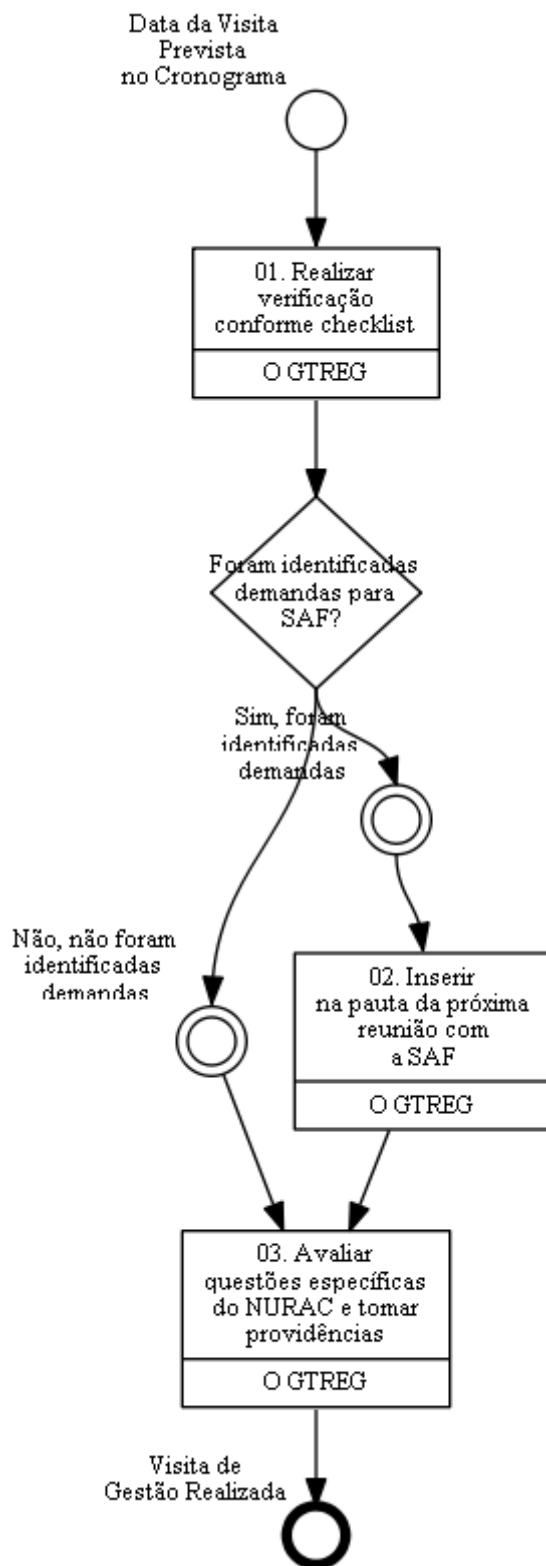 Data da Visita
Prevista
no Cronograma
01. Realizar
verificação
conforme checklist
O GTREG
Foram identificadas
demandas para
SAF?
Sim, foram
identificadas
demandas
Não, não foram
identificadas
demandas
02. Inserir
na pauta da próxima
reunião com
a SAF
O GTREG
03. Avaliar
questões específicas
do NURAC e tomar
providências
O GTREG
Visita de
Gestão Realizada